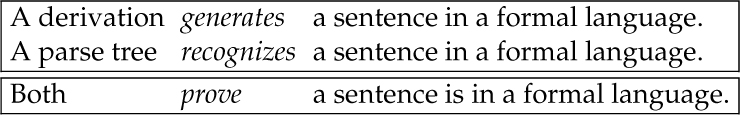 A derivation generates a sentence in a formal language.
A parse tree recognizes a sentence in a formal language.
Both prove a sentence is in a formal language.